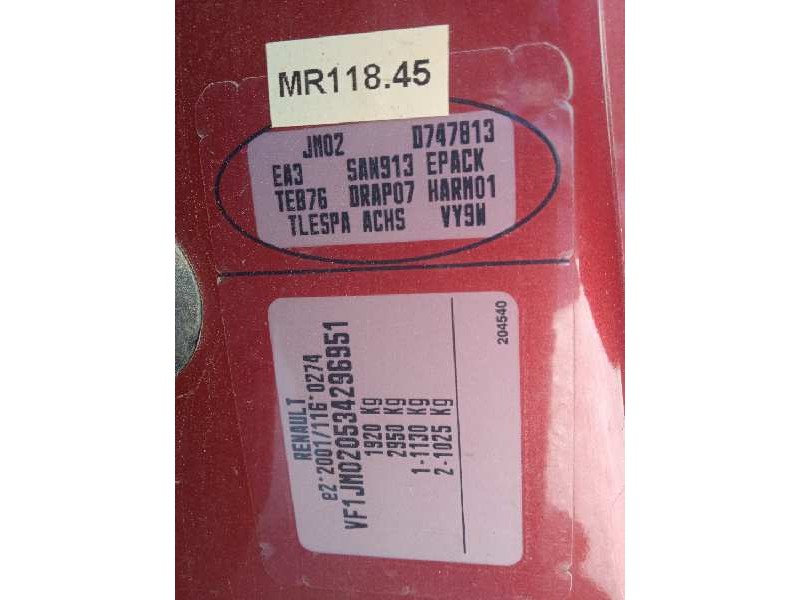 MR118.45
JM02 D747813
EA3 SAN913 EPACK
TEB76 DRAP07 HARM01
TLESPA ACHS VY9W
RENAULT
e2*2001/116*0274
VF1JM020534296951
1920 Kg
2950 Kg
1-1130 Kg
2-1025 Kg
204540